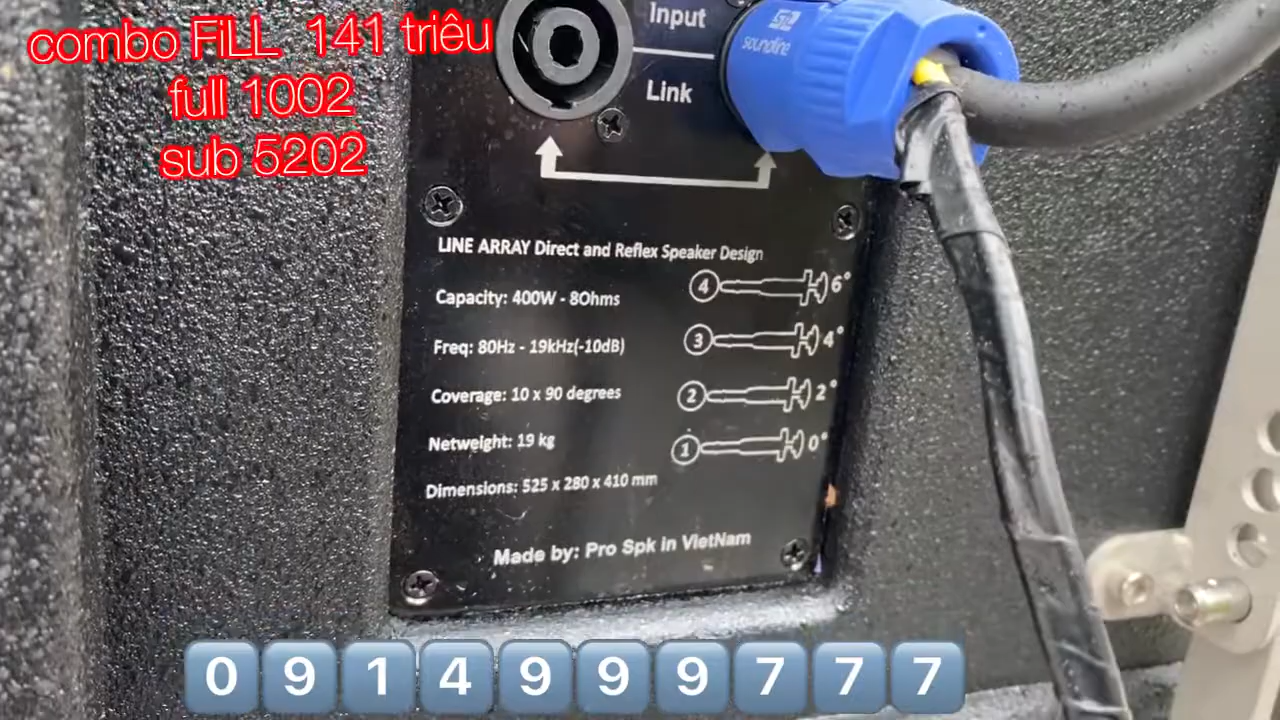 combo FiLL 141 triêu
full 1002
sub 5202
Input
Link
soundline
LINE ARRAY Direct and Reflex Speaker Design
Capacity: 400W - 8Ohms
Freq: 80Hz - 19kHz(-10dB)
Coverage: 10 x 90 degrees
Netweight: 19 kg
Dimensions: 525 x 280 x 410 mm
4 6°
3 4°
2 2°
1 0°
Made by: Pro Spk in VietNam
0914999777